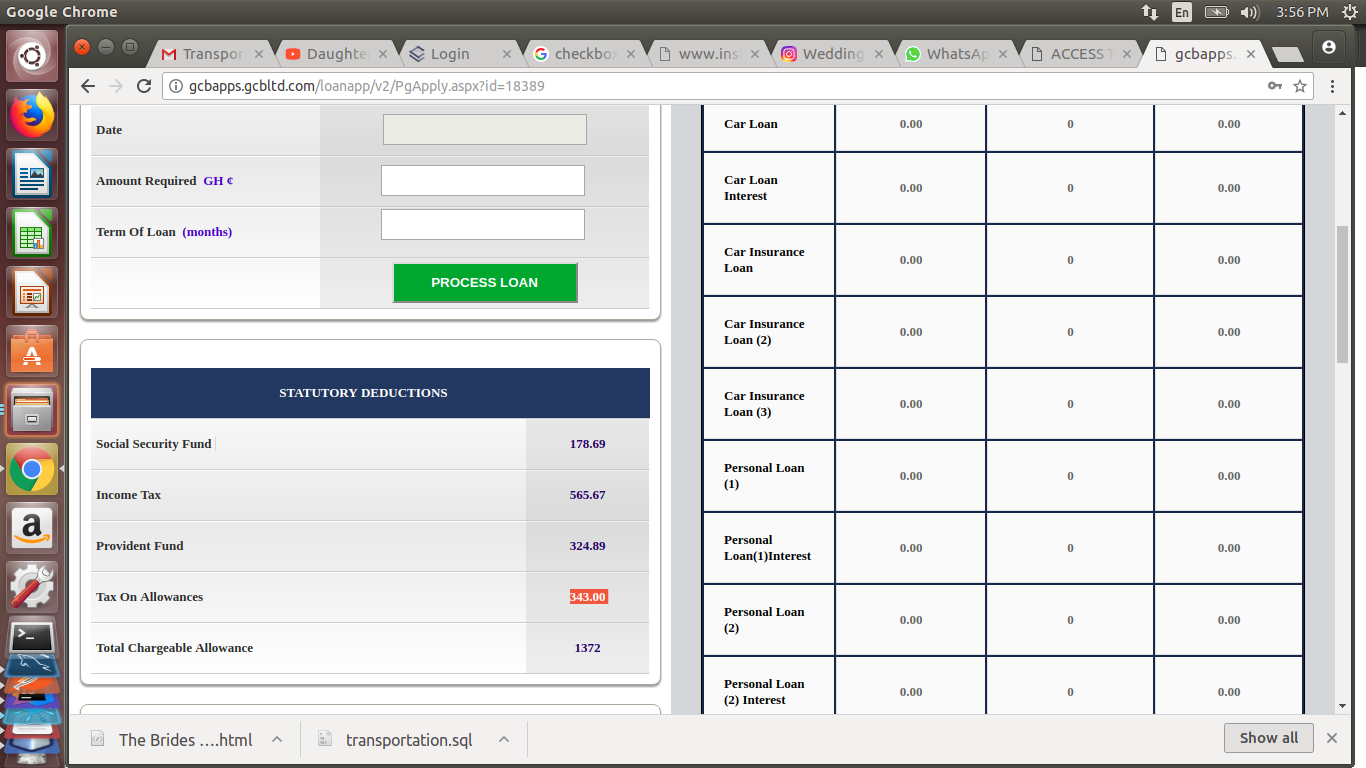 Google Chrome
En
3:56 PM
Transpor
Daughte
Login
checkbox
www.ins
Wedding
WhatsAp
ACCESS T
gcbapps.
gcbapps.gcbltd.com/loanapp/v2/PgApply.aspx?id=18389
Date
Amount Required GH ¢
Term Of Loan (months)
PROCESS LOAN
STATUTORY DEDUCTIONS
Social Security Fund 178.69
Income Tax 565.67
Provident Fund 324.89
Tax On Allowances 343.00
Total Chargeable Allowance 1372
Car Loan 0.00 0 0.00
Car Loan
Interest 0.00 0 0.00
Car Insurance
Loan 0.00 0 0.00
Car Insurance
Loan (2) 0.00 0 0.00
Car Insurance
Loan (3) 0.00 0 0.00
Personal Loan
(1) 0.00 0 0.00
Personal
Loan(1)Interest 0.00 0 0.00
Personal Loan
(2) 0.00 0 0.00
Personal Loan
(2) Interest 0.00 0 0.00
The Brides ....html
transportation.sql
Show all